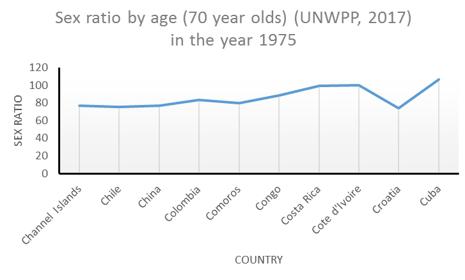 Sex ratio by age (70 year olds) (UNWPP, 2017)
in the year 1975
120
100
80
60
40
20
0
SEX RATIO
Channel Islands
Chile
China
Colombia
Comoros
Congo
Costa Rica
Cote d'Ivoire
Croatia
Cuba
COUNTRY